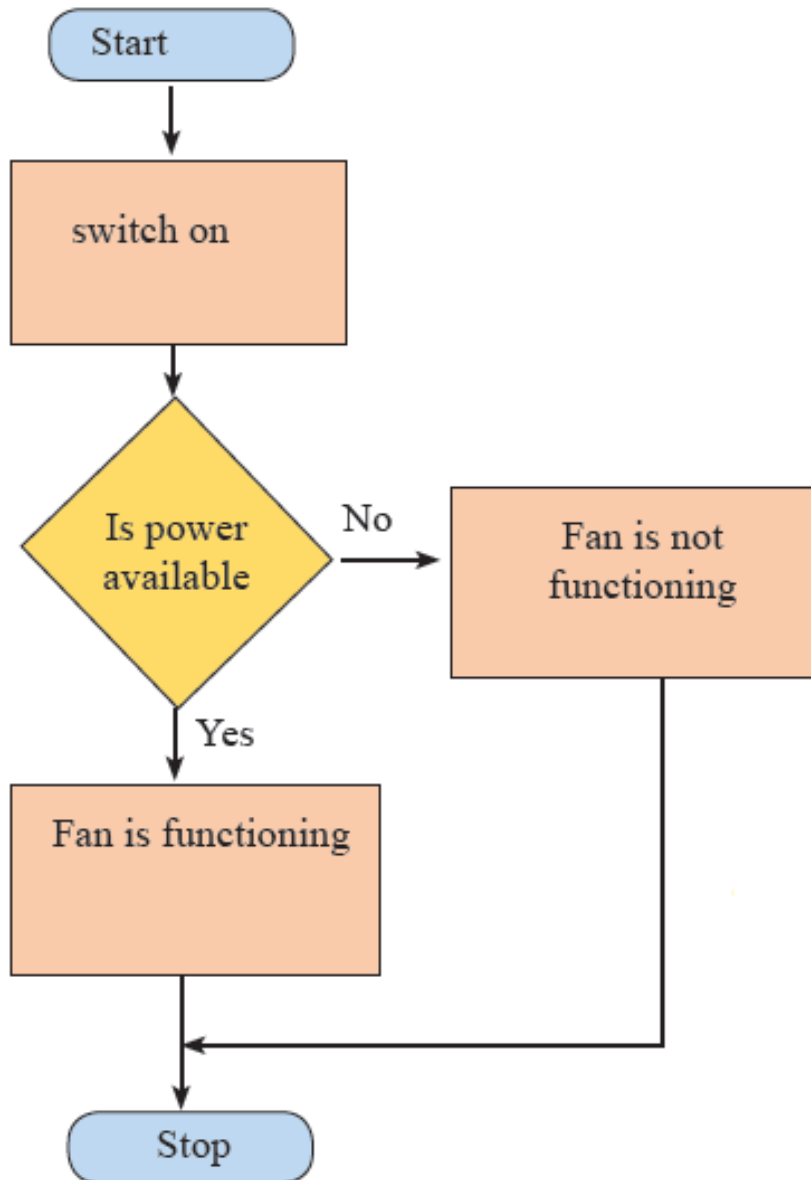 Start
switch on
Is power
available
No
Fan is not
functioning
Yes
Fan is functioning
Stop